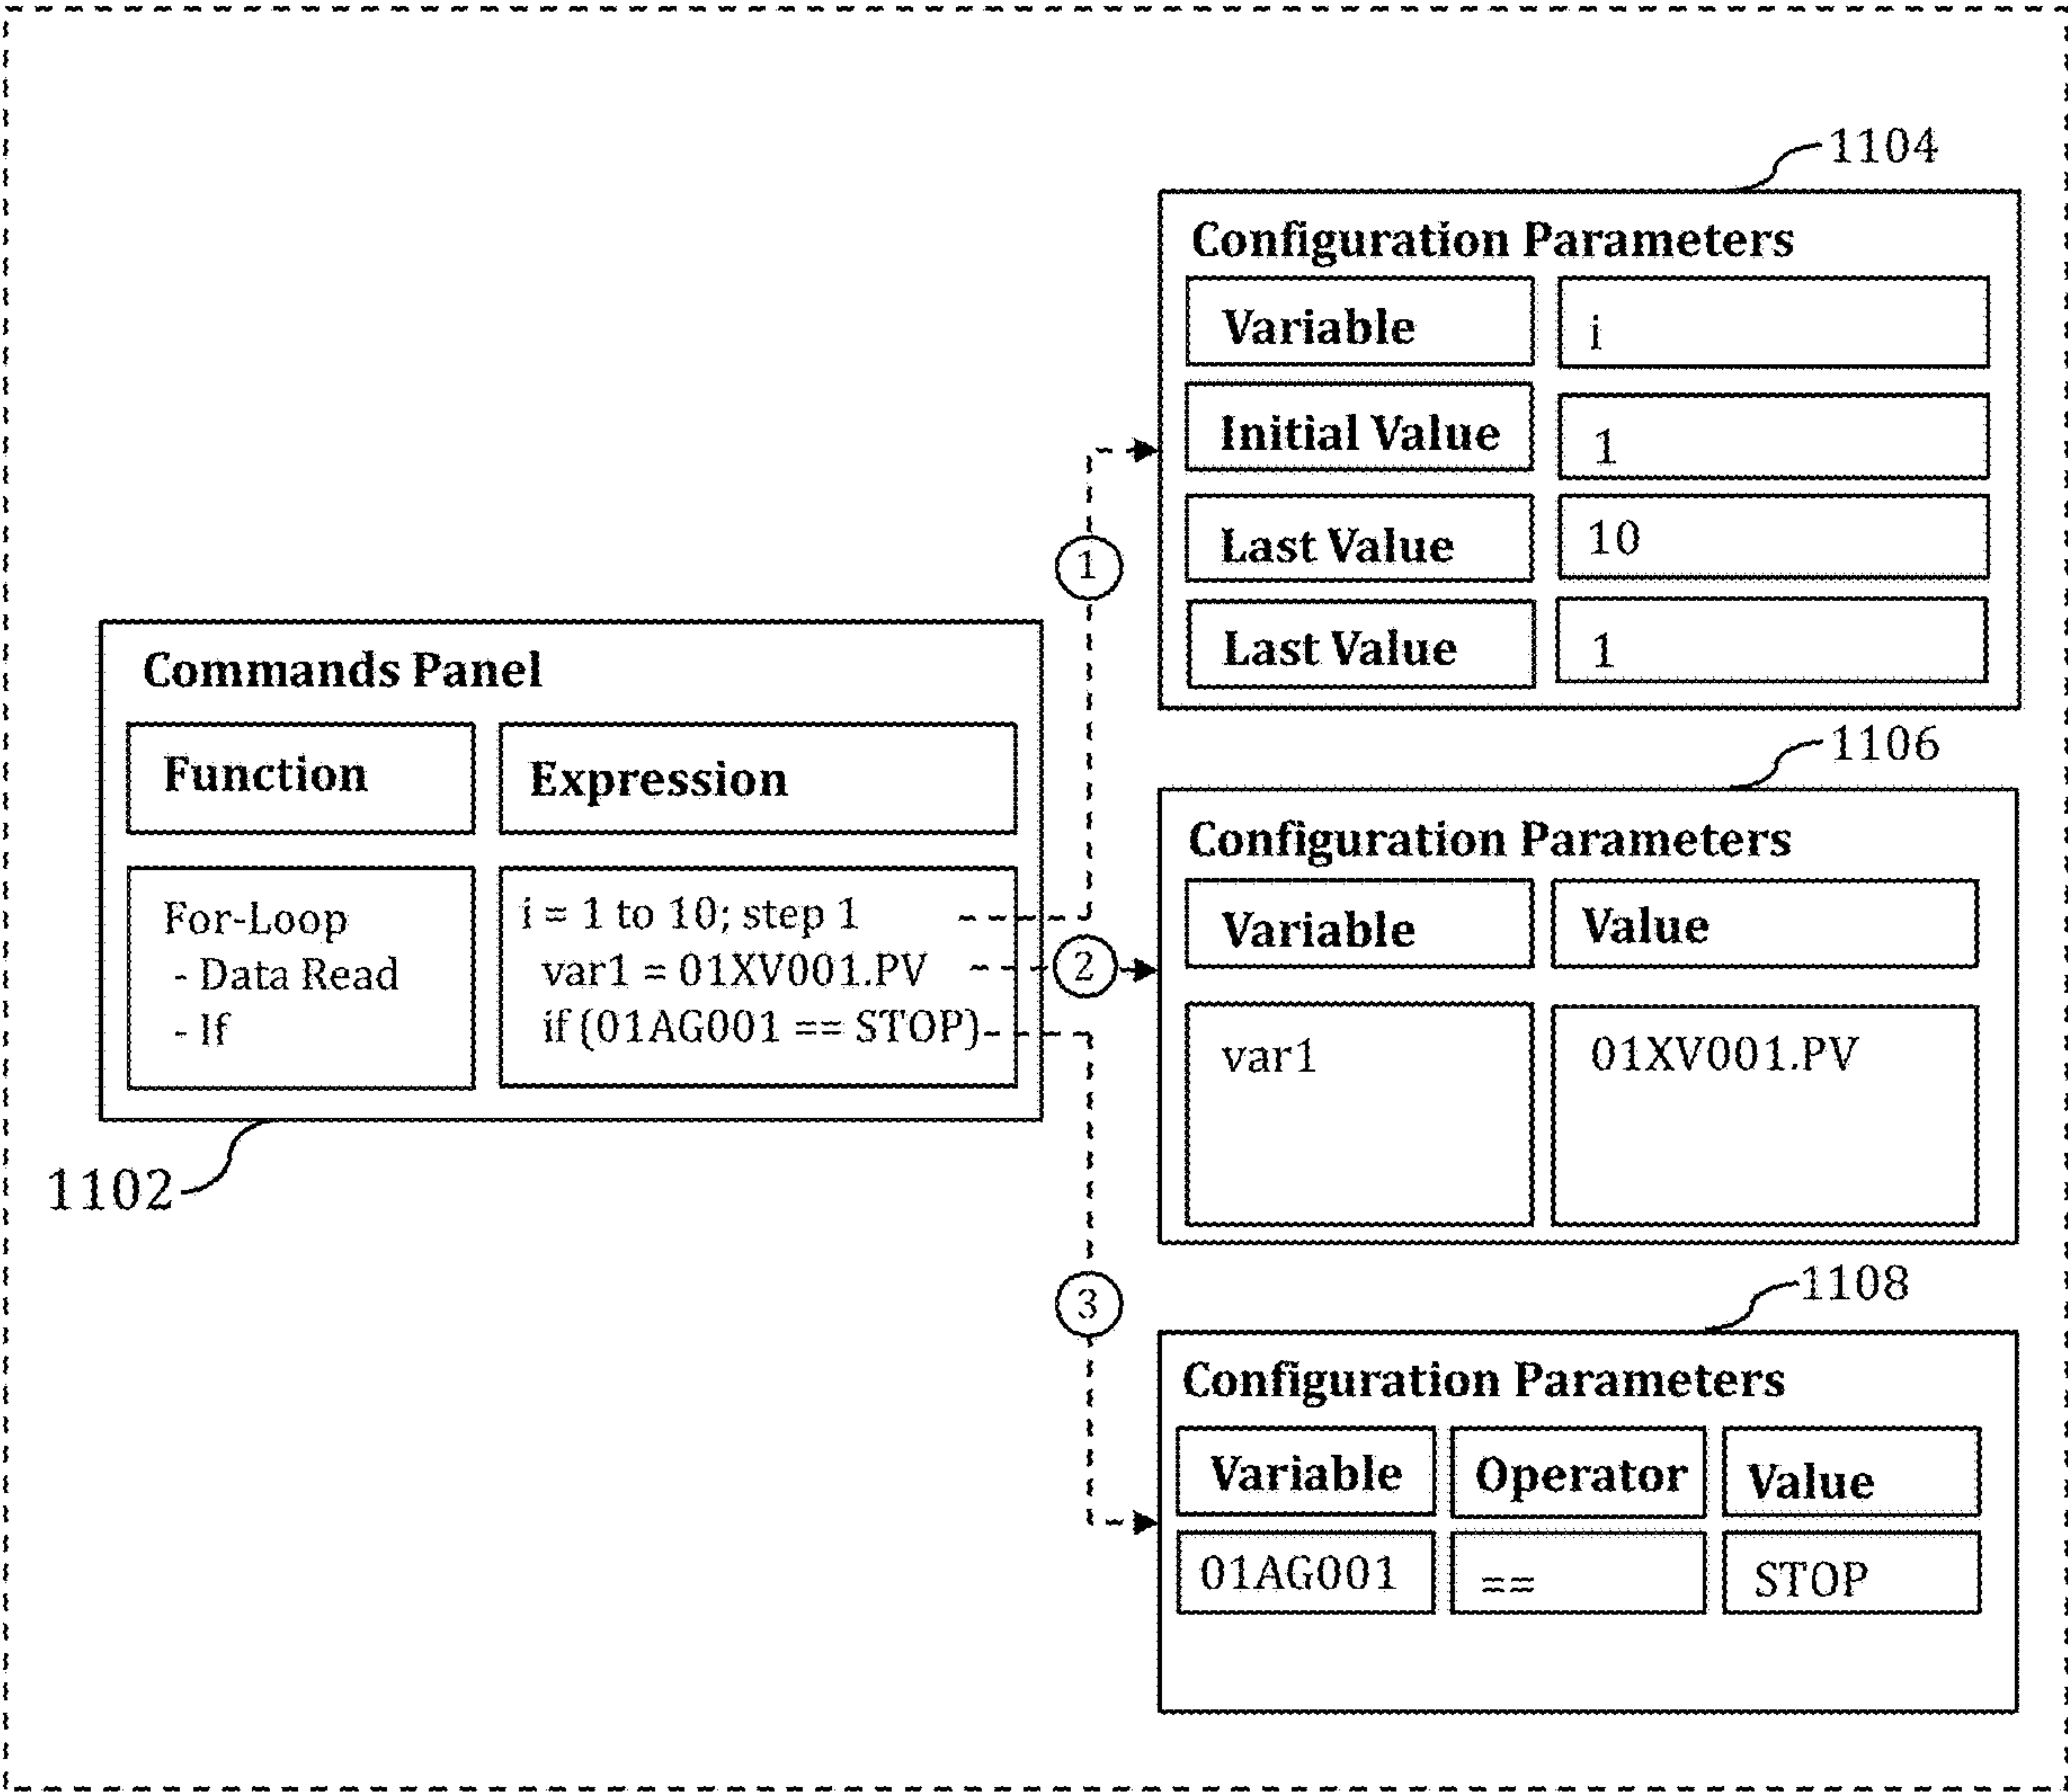 1104
Configuration Parameters
Variable i
Initial Value 1
Last Value 10
Last Value 1
1
Commands Panel
Function Expression
For-Loop i = 1 to 10; step 1
- Data Read var1 = 01XV001.PV
- If if (01AG001 == STOP)
1102
2
1106
Configuration Parameters
Variable Value
var1 01XV001.PV
3
1108
Configuration Parameters
Variable Operator Value
01AG001 == STOP